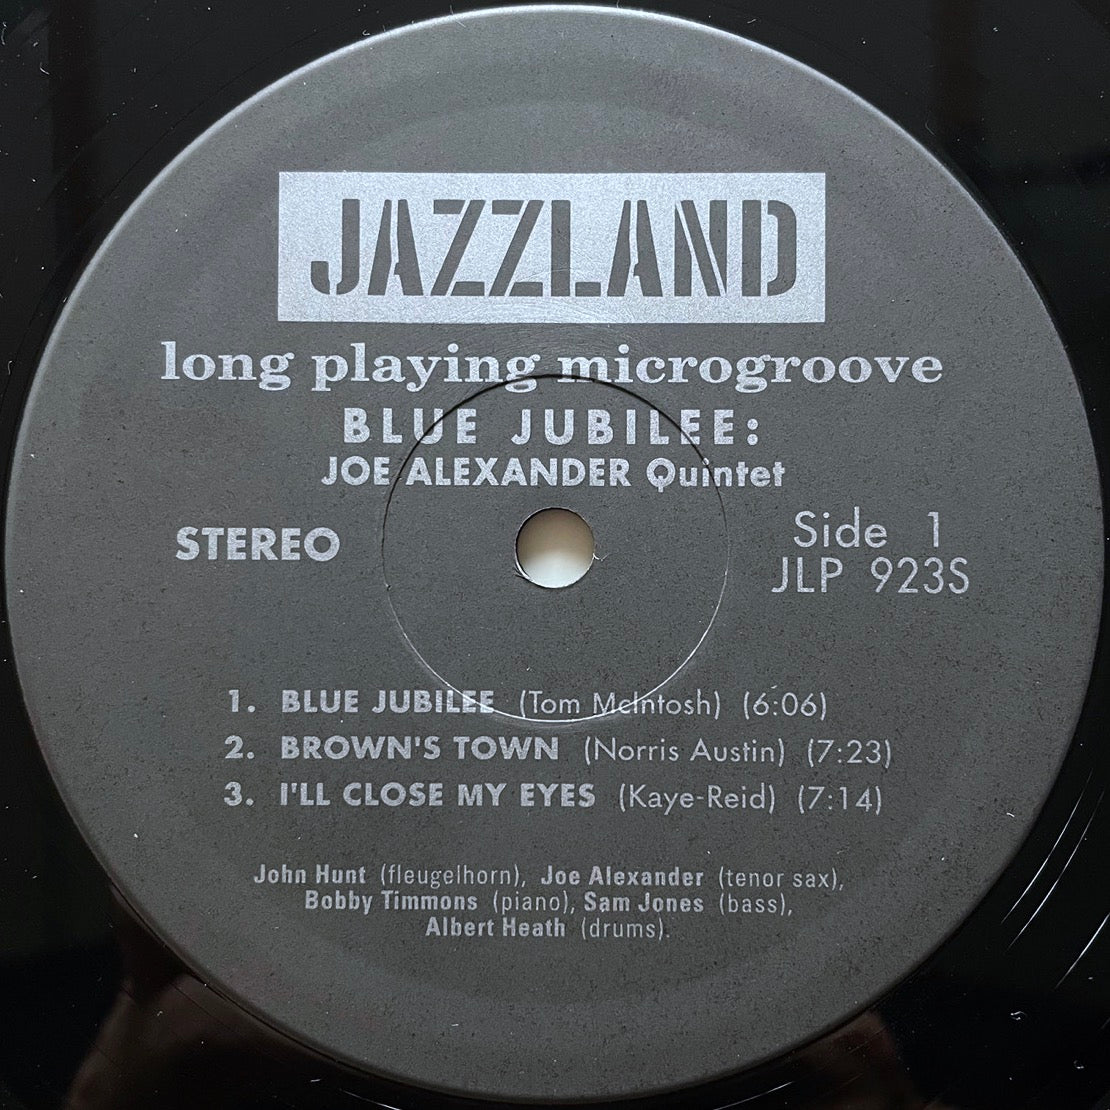 JAZZLAND
long playing microgroove
BLUE JUBILEE:
JOE ALEXANDER Quintet
STEREO
Side 1
JLP 923S
1. BLUE JUBILEE (Tom McIntosh) (6:06)
2. BROWN'S TOWN (Norris Austin) (7:23)
3. I'LL CLOSE MY EYES (Kaye-Reid) (7:14)
John Hunt (fleugelhorn), Joe Alexander (tenor sax),
Bobby Timmons (piano), Sam Jones (bass),
Albert Heath (drums).